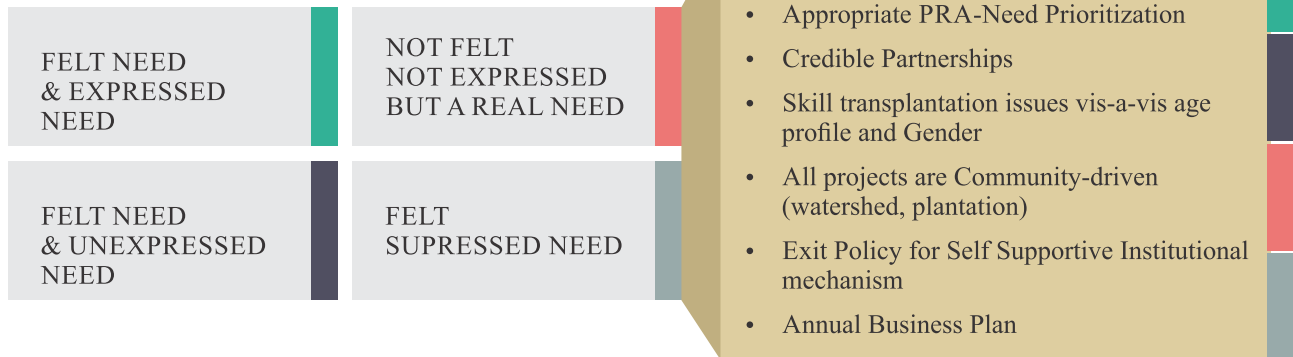 FELT NEED
& EXPRESSED
NEED
NOT FELT
NOT EXPRESSED
BUT A REAL NEED
FELT NEED
& UNEXPRESSED
NEED
FELT
SUPRESSED NEED
• Appropriate PRA-Need Prioritization
• Credible Partnerships
• Skill transplantation issues vis-a-vis age
profile and Gender
• All projects are Community-driven
(watershed, plantation)
• Exit Policy for Self Supportive Institutional
mechanism
• Annual Business Plan